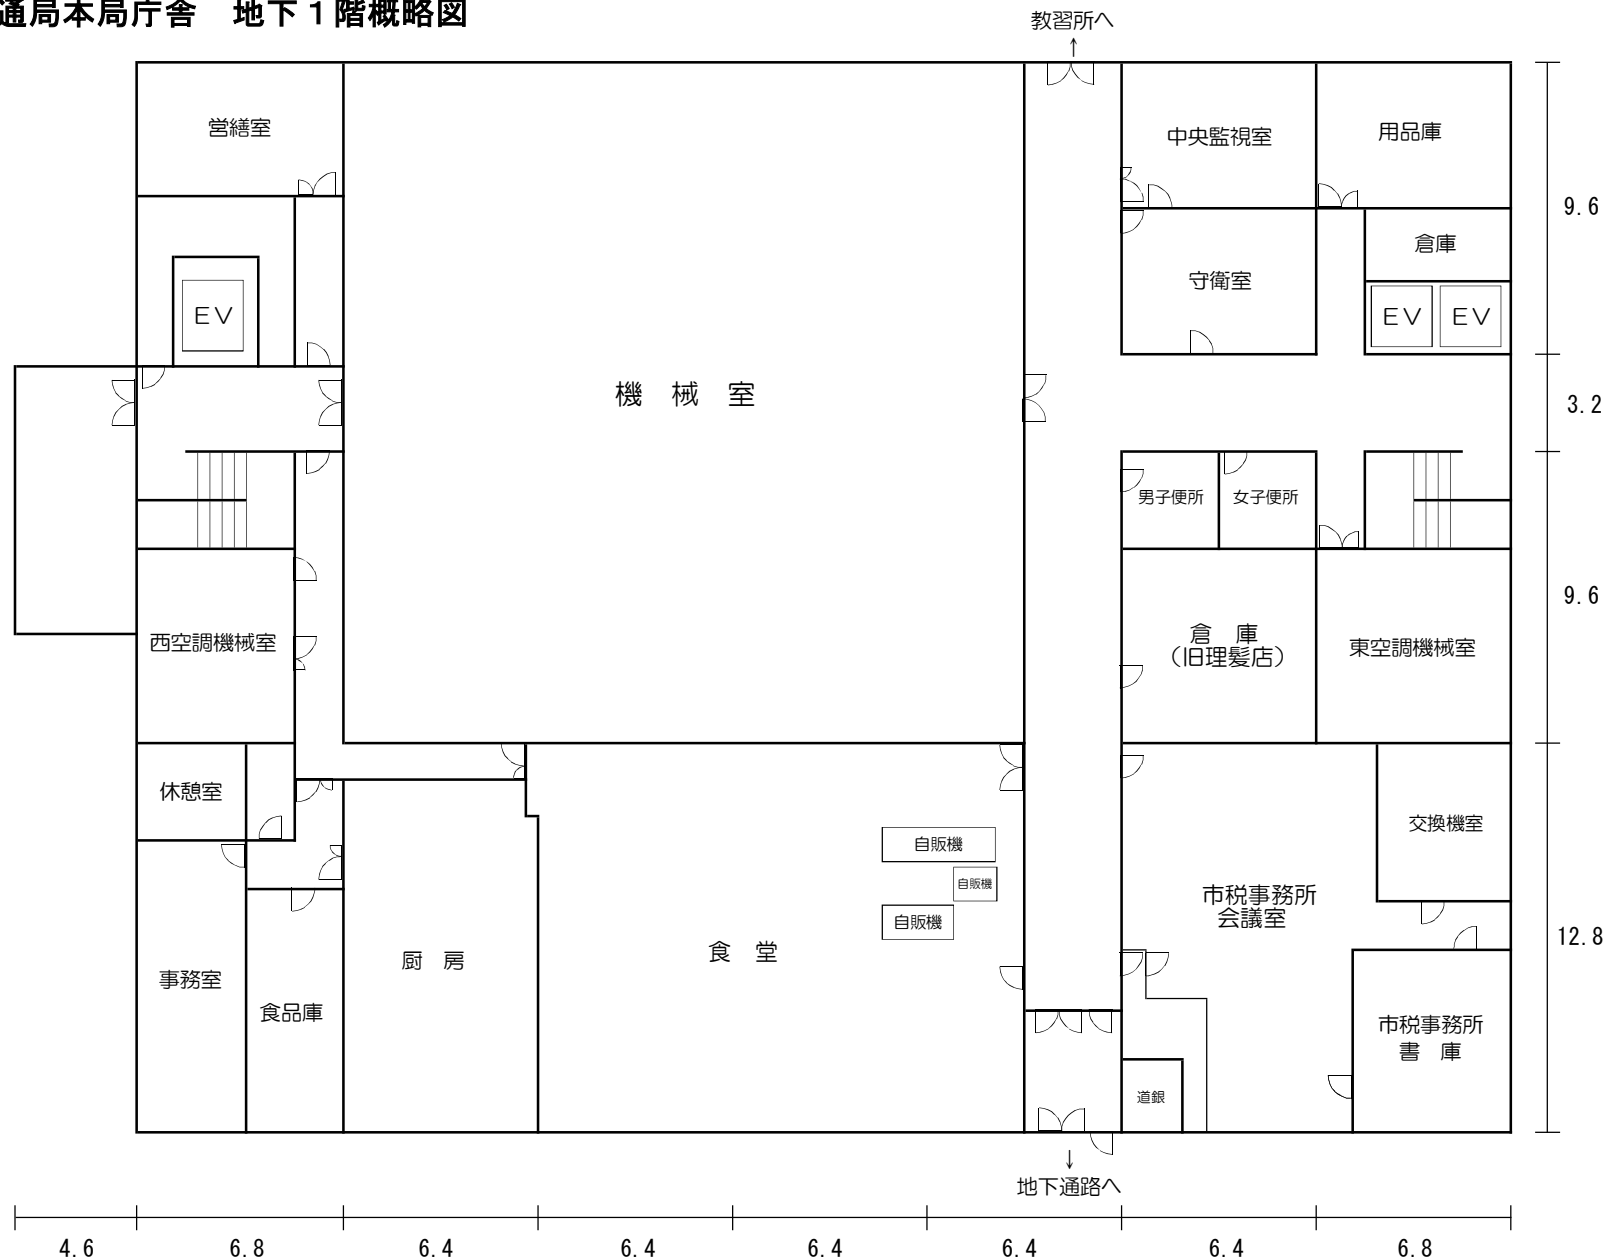 通局本局庁舎　地下１階概略図
教習所へ
↑
営繕室
中央監視室
用品庫
9.6
倉庫
守衛室
ＥＶ
ＥＶ
ＥＶ
機　械　室
3.2
男子便所
女子便所
9.6
倉　庫
（旧理髪店）
西空調機械室
東空調機械室
休憩室
交換機室
自販機
自販機
自販機
市税事務所
会議室
12.8
食　堂
厨　房
事務室
食品庫
市税事務所
書　庫
道銀
↓
地下通路へ
4.6
6.8
6.4
6.4
6.4
6.4
6.4
6.8